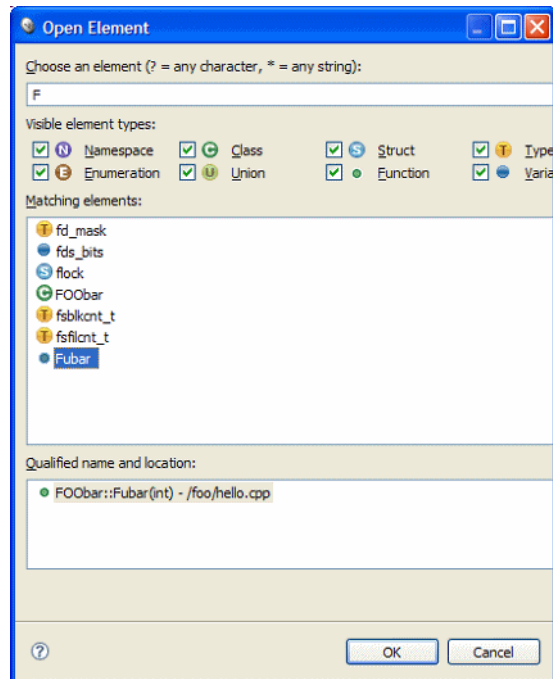 Open Element
Choose an element (? = any character, * = any string):
F
Visible element types:
N Namespace C Class S Struct T Type
E Enumeration U Union Function Varia
Matching elements:
T fd_mask
fds_bits
S flock
C FOObar
T fsblkcnt_t
T fsfilcnt_t
Fubar
Qualified name and location:
FOObar::Fubar(int) - /foo/hello.cpp
? OK Cancel